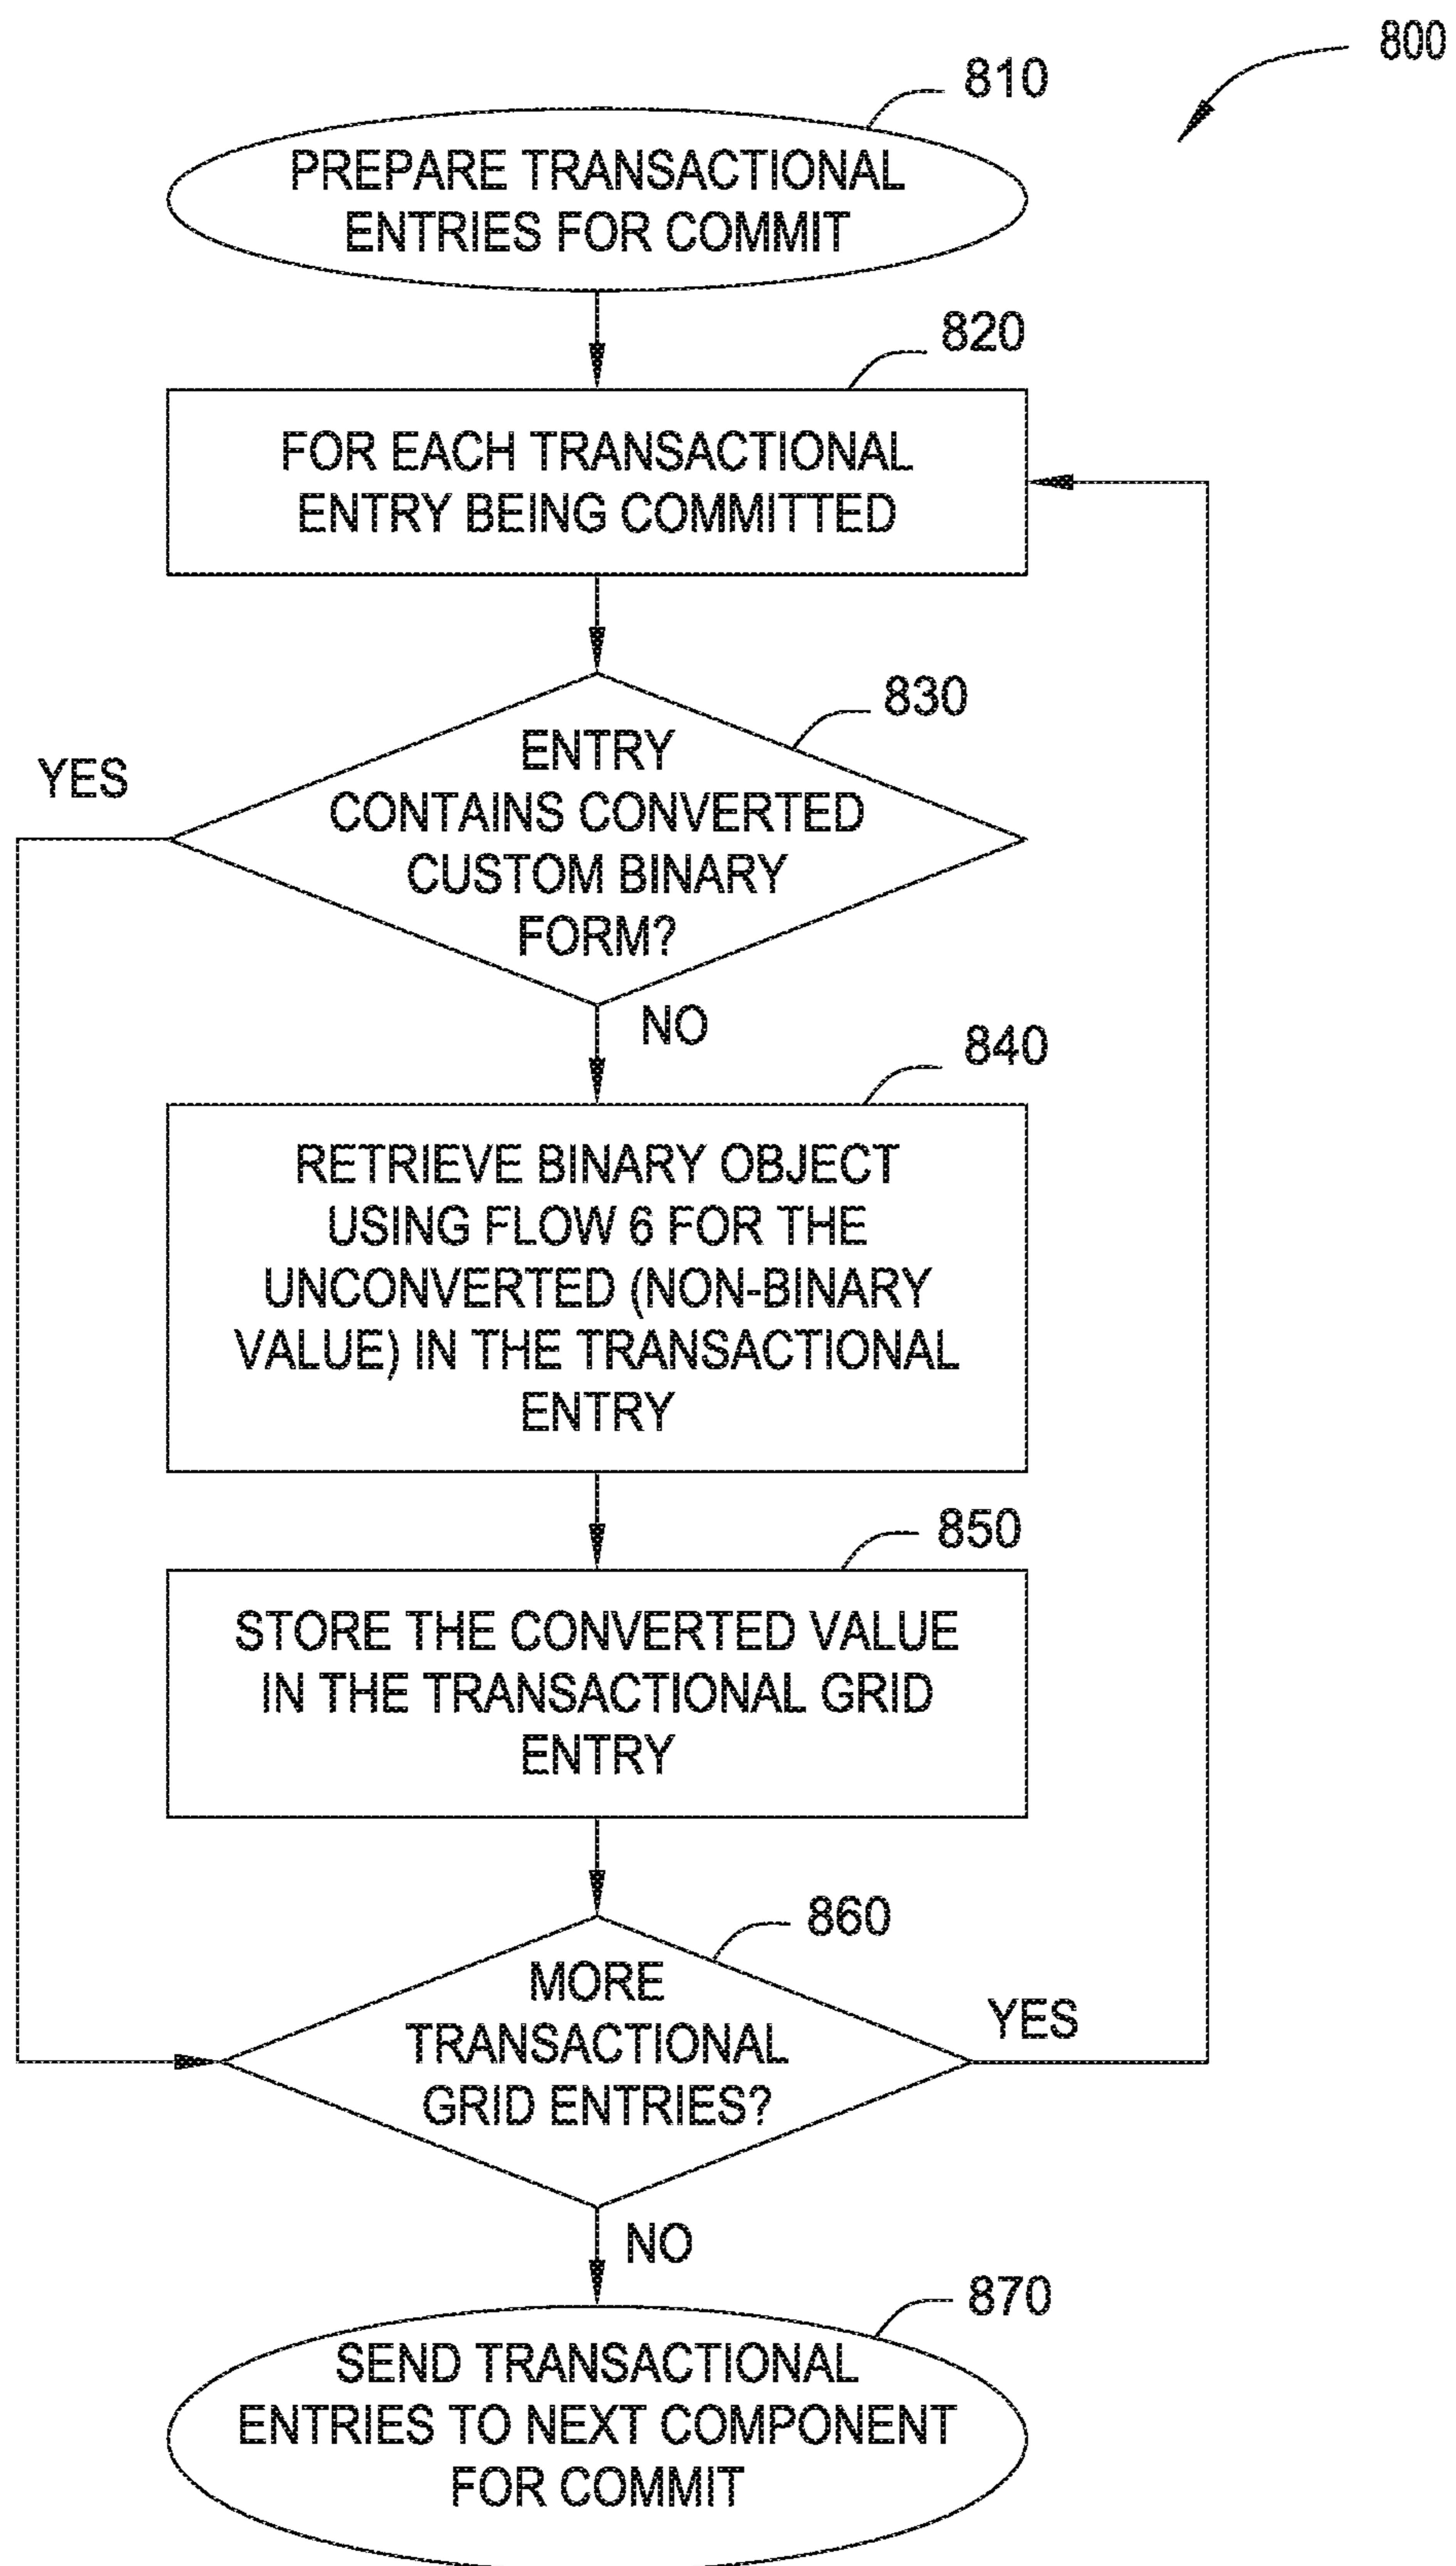 800
810
PREPARE TRANSACTIONAL
ENTRIES FOR COMMIT
820
FOR EACH TRANSACTIONAL
ENTRY BEING COMMITTED
830
YES
ENTRY
CONTAINS CONVERTED
CUSTOM BINARY
FORM?
NO
840
RETRIEVE BINARY OBJECT
USING FLOW 6 FOR THE
UNCONVERTED (NON-BINARY
VALUE) IN THE TRANSACTIONAL
ENTRY
850
STORE THE CONVERTED VALUE
IN THE TRANSACTIONAL GRID
ENTRY
860
MORE
TRANSACTIONAL
GRID ENTRIES?
YES
NO
870
SEND TRANSACTIONAL
ENTRIES TO NEXT COMPONENT
FOR COMMIT